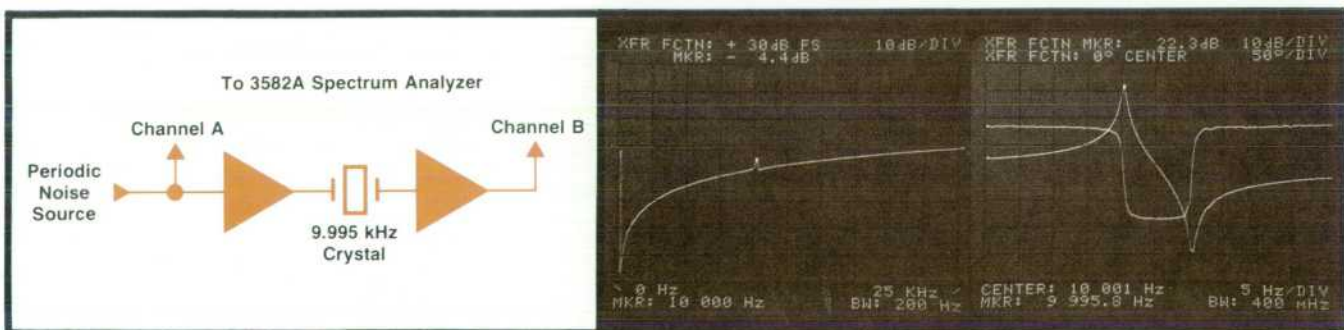 To 3582A Spectrum Analyzer
Channel A
Channel B
Periodic
Noise
Source
9.995 kHz
Crystal
XFR FCTN: + 30dB FS 10dB/DIV
MKR: - 4.4dB
0 Hz 25 KHz
MKR: 10 000 Hz BW: 200 Hz
XFR FCTN MKR: 22.3dB 10dB/DIV
XFR FCTN: 0° CENTER 50°/DIV
CENTER: 10 001 Hz 5 Hz/DIV
MKR: 9 995.8 Hz BW: 400 mHz